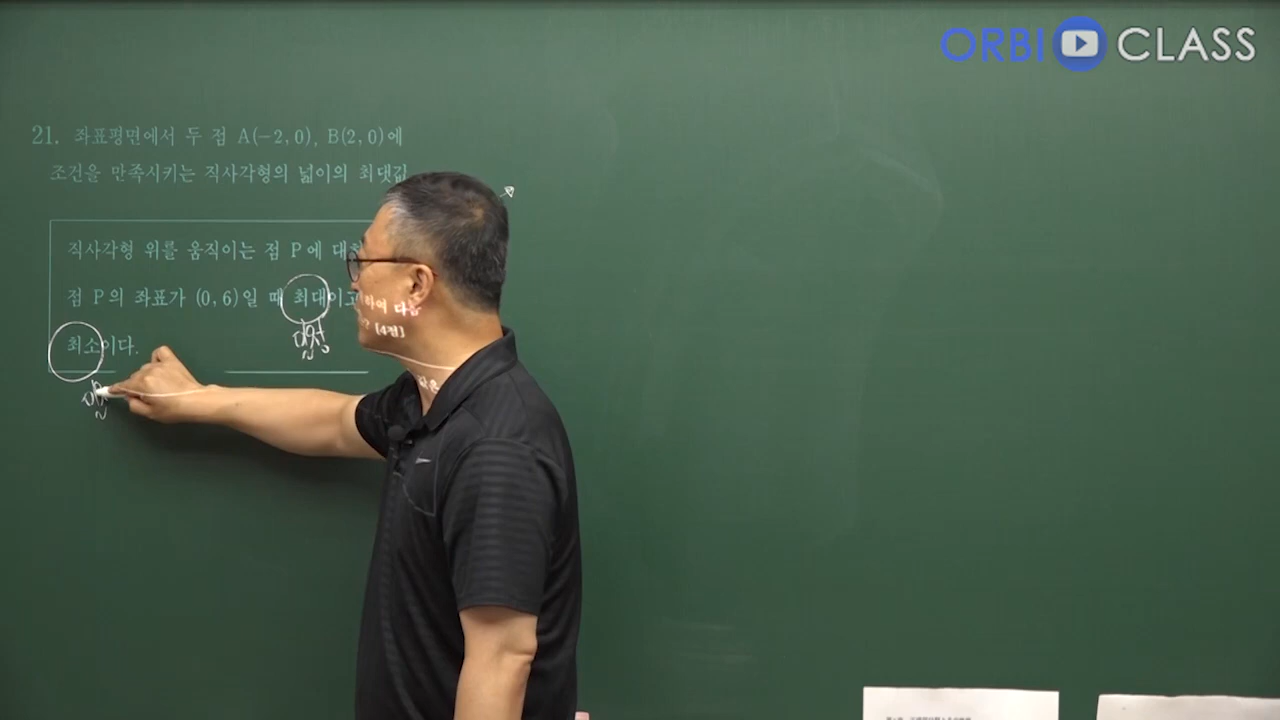 ORBI CLASS
21. 좌표평면에서 두 점 A(-2, 0), B(2, 0)에
하여 다음
조건을 만족시키는 직사각형의 넓이의 최댓값
? [4점]
직사각형 위를 움직이는 점 P에 대하
점 P의 좌표가 (0, 6)일 때 최대이고
최소이다.